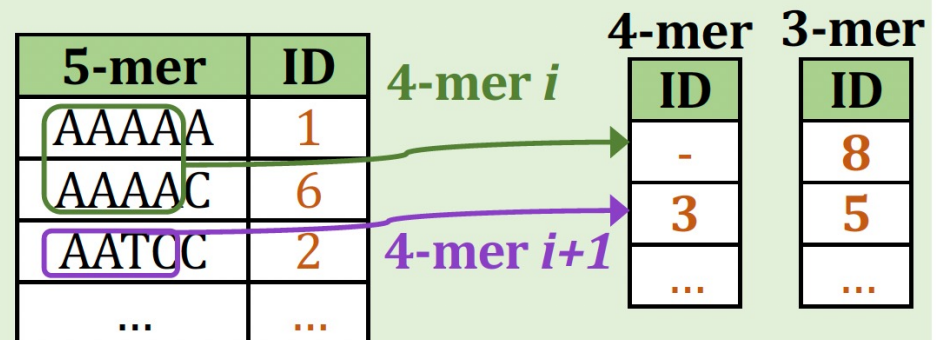 4-mer 3-mer
5-mer ID
4-mer i
ID ID
AAAAA 1
- 8
AAAAC 6
3 5
AATCC 2
4-mer i+1
... ...
... ...